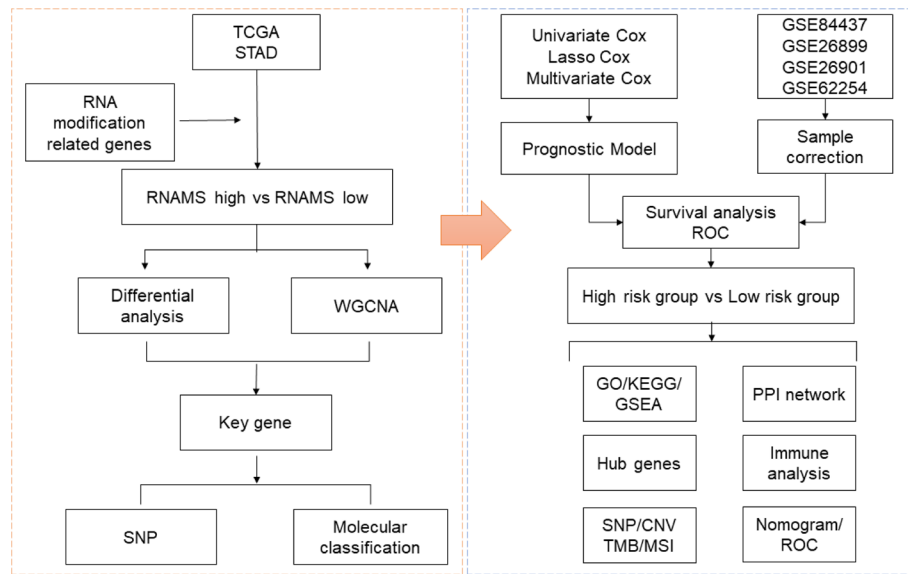 TCGA
STAD
RNA
modification
related genes
RNAMS high vs RNAMS low
Differential
analysis
WGCNA
Key gene
SNP
Molecular
classification
Univariate Cox
Lasso Cox
Multivariate Cox
GSE84437
GSE26899
GSE26901
GSE62254
Prognostic Model
Sample
correction
Survival analysis
ROC
High risk group vs Low risk group
GO/KEGG/
GSEA
PPI network
Hub genes
Immune
analysis
SNP/CNV
TMB/MSI
Nomogram/
ROC